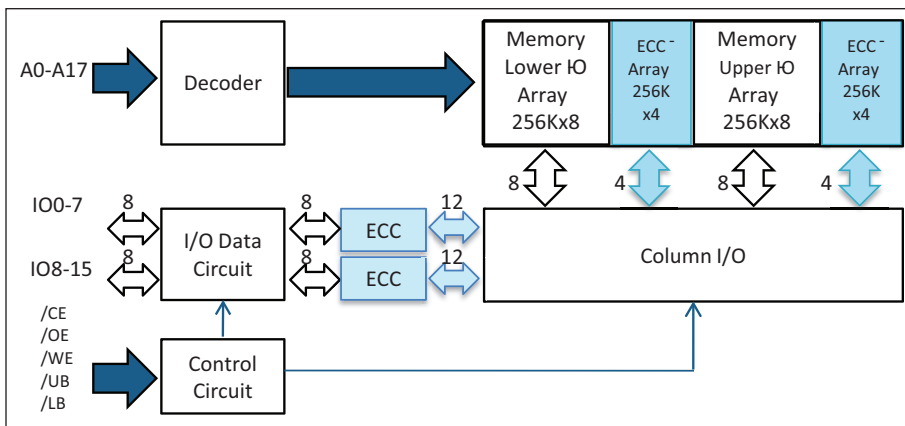 A0-A17
Decoder
Memory
Lower Ю
Array
256Kx8
ECC-
Array
256K
x4
Memory
Upper Ю
Array
256Kx8
ECC-
Array
256K
x4
8
4
8
4
IO0-7
8
I/O Data
Circuit
8
ECC
12
Column I/O
IO8-15
8
8
ECC
12
/CE
/OE
/WE
/UB
/LB
Control
Circuit